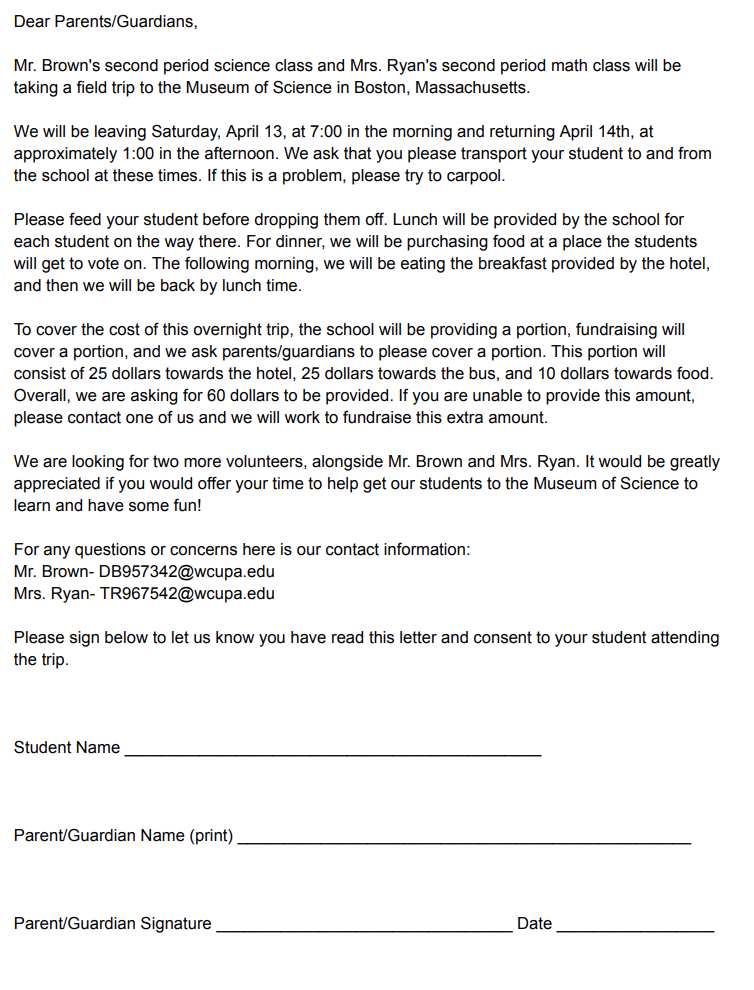 Dear Parents/Guardians,
Mr. Brown's second period science class and Mrs. Ryan's second period math class will be
taking a field trip to the Museum of Science in Boston, Massachusetts.
We will be leaving Saturday, April 13, at 7:00 in the morning and returning April 14th, at
approximately 1:00 in the afternoon. We ask that you please transport your student to and from
the school at these times. If this is a problem, please try to carpool.
Please feed your student before dropping them off. Lunch will be provided by the school for
each student on the way there. For dinner, we will be purchasing food at a place the students
will get to vote on. The following morning, we will be eating the breakfast provided by the hotel,
and then we will be back by lunch time.
To cover the cost of this overnight trip, the school will be providing a portion, fundraising will
cover a portion, and we ask parents/guardians to please cover a portion. This portion will
consist of 25 dollars towards the hotel, 25 dollars towards the bus, and 10 dollars towards food.
Overall, we are asking for 60 dollars to be provided. If you are unable to provide this amount,
please contact one of us and we will work to fundraise this extra amount.
We are looking for two more volunteers, alongside Mr. Brown and Mrs. Ryan. It would be greatly
appreciated if you would offer your time to help get our students to the Museum of Science to
learn and have some fun!
For any questions or concerns here is our contact information:
Mr. Brown- DB957342@wcupa.edu
Mrs. Ryan- TR967542@wcupa.edu
Please sign below to let us know you have read this letter and consent to your student attending
the trip.
Student Name _____________________________________________
Parent/Guardian Name (print) _________________________________________________
Parent/Guardian Signature ________________________________ Date _________________